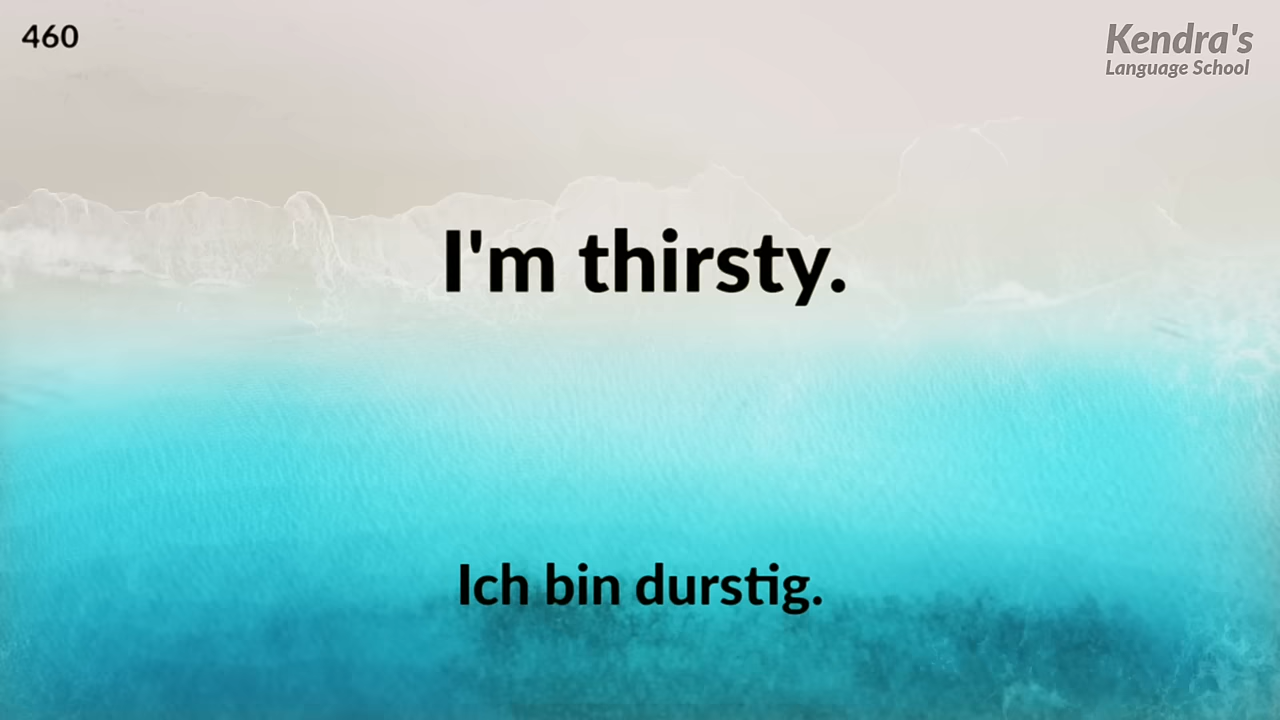 460
Kendra's
Language School
I'm thirsty.
Ich bin durstig.